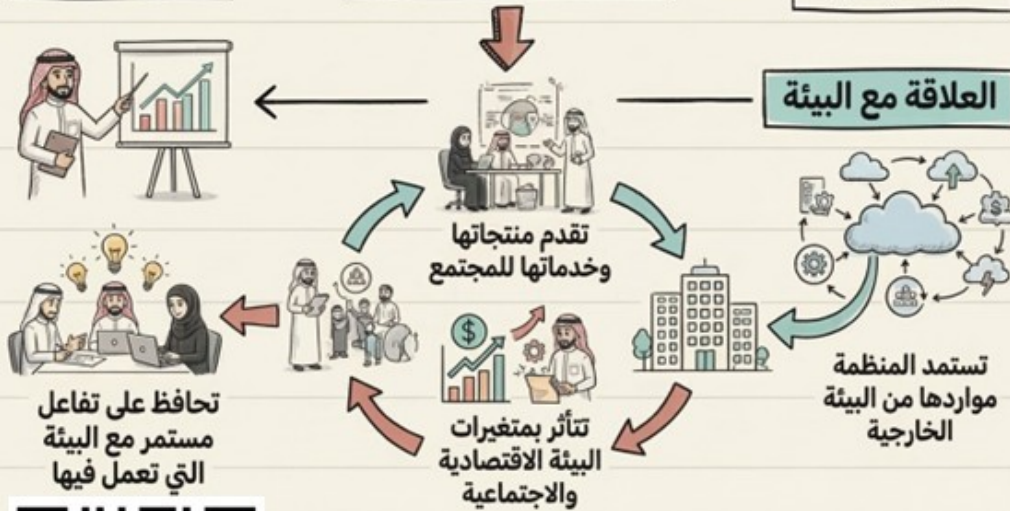 العلاقة مع البيئة
تستمد المنظمة
مواردها من البيئة
الخارجية
تقدم منتجاتها
وخدماتها للمجتمع
تتأثر بمتغيرات
البيئة الاقتصادية
والاجتماعية
تحافظ على تفاعل
مستمر مع البيئة
التي تعمل فيها